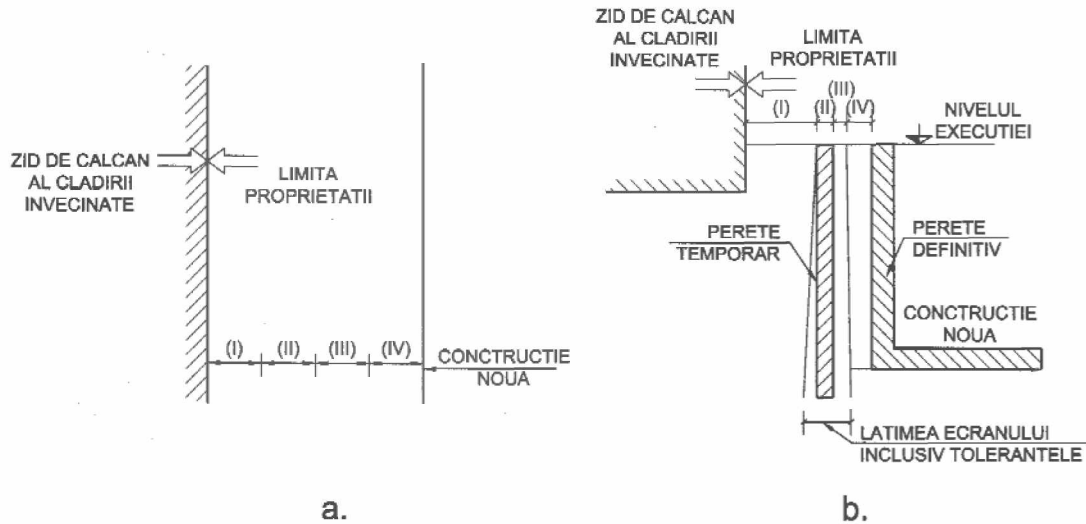 ZID DE CALCAN
AL CLADIRII
INVECINATE
LIMITA
PROPRIETATII
(I)
(II)
(III)
(IV)
CONCTRUCTIE
NOUA
a.
ZID DE CALCAN
AL CLADIRII
INVECINATE
LIMITA
PROPRIETATII
(III)
(I)
(II)
(IV)
NIVELUL
EXECUTIEI
PERETE
TEMPORAR
PERETE
DEFINITIV
CONCTRUCTIE
NOUA
LATIMEA ECRANULUI
INCLUSIV TOLERANTELE
b.